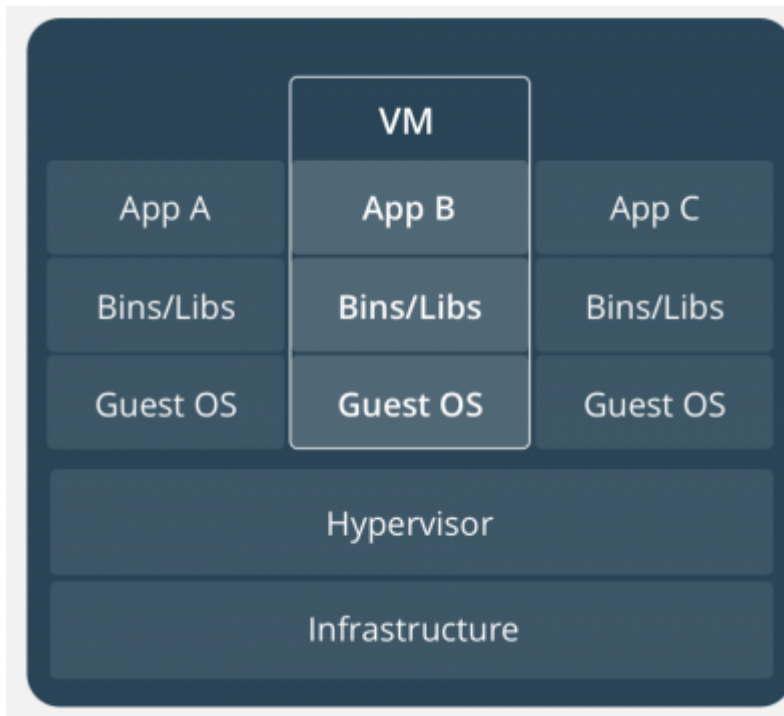 VM
App A App B App C
Bins/Libs Bins/Libs Bins/Libs
Guest OS Guest OS Guest OS
Hypervisor
Infrastructure